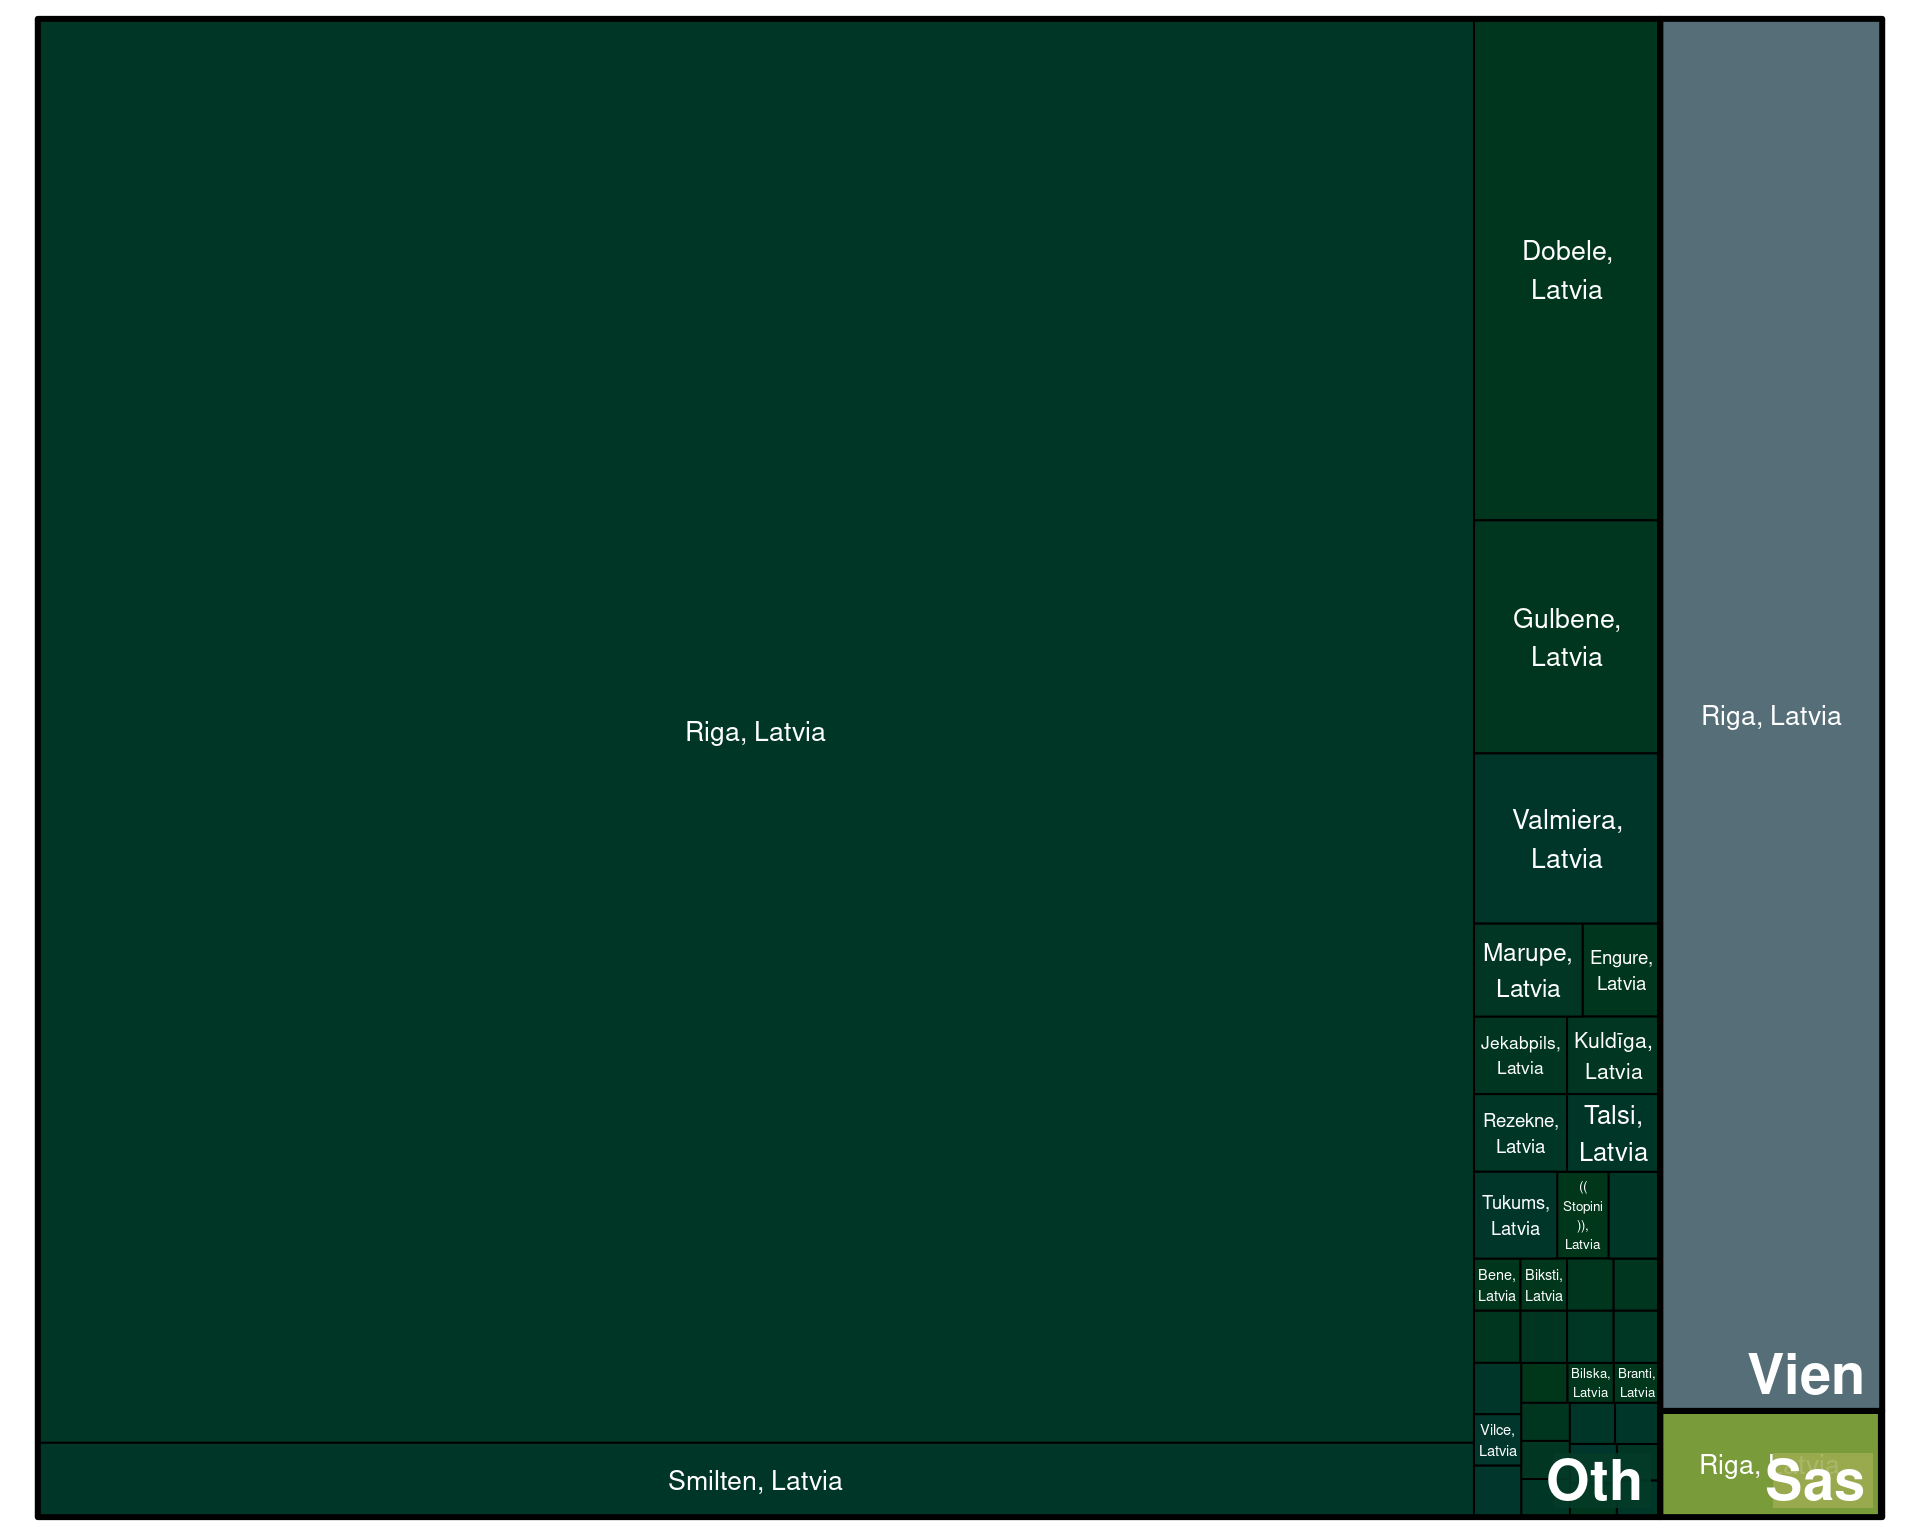 Riga, Latvia
Smilten, Latvia
Dobele,
Latvia
Gulbene,
Latvia
Valmiera,
Latvia
Marupe,
Latvia
Engure,
Latvia
Jekabpils,
Latvia
Kuldīga,
Latvia
Rezekne,
Latvia
Talsi,
Latvia
Tukums,
Latvia
((
Stopini
)),
Latvia
Bene,
Latvia
Biksti,
Latvia
Bilska,
Latvia
Branti,
Latvia
Vilce,
Latvia
Oth
Riga, Latvia
Vien
Riga, Latvia
Sas